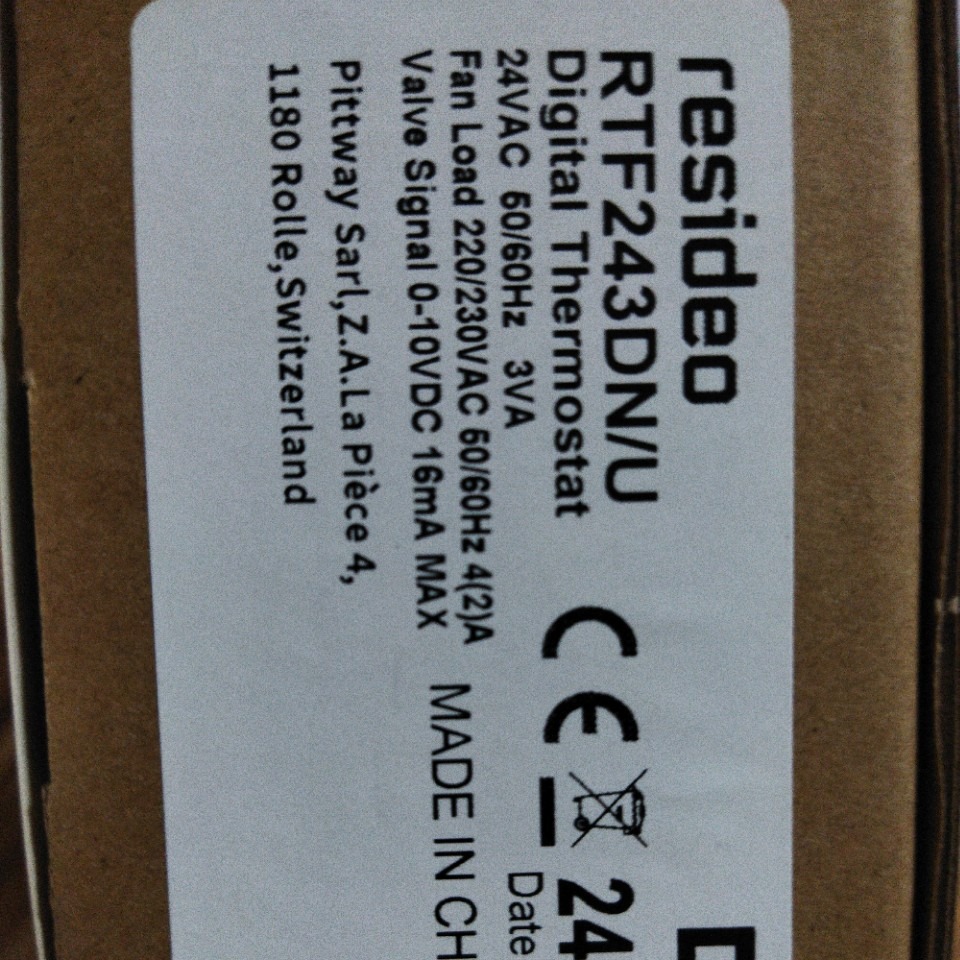 resideo
RTF243DN/U
Digital Thermostat
24VAC 50/60Hz 3VA
Fan Load 220/230VAC 50/60Hz 4(2)A
Valve Signal 0-10VDC 16mA MAX
Pittway Sarl,Z.A.La Pièce 4,
1180 Rolle,Switzerland
CE
24
Date
MADE IN CH